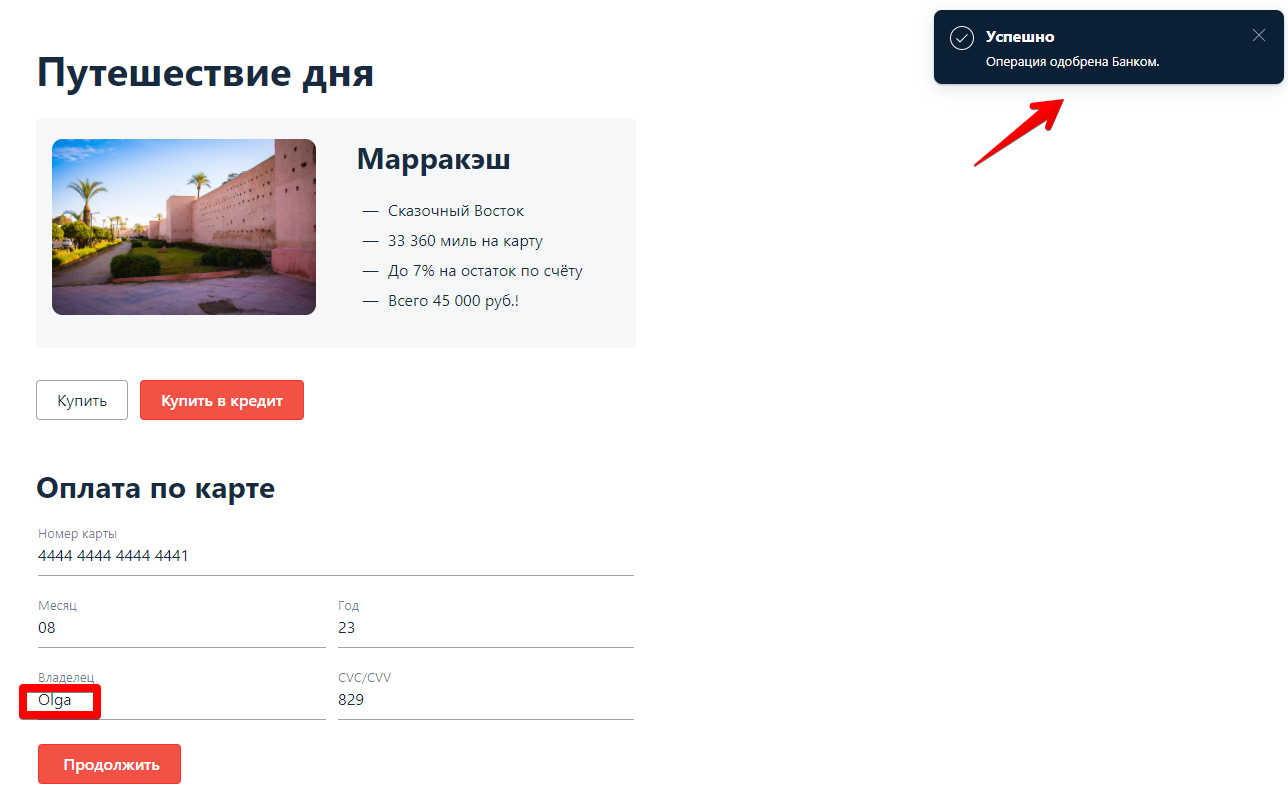 Успешно
Операция одобрена Банком.
Путешествие дня
Марракэш
— Сказочный Восток
— 33 360 миль на карту
— До 7% на остаток по счёту
— Всего 45 000 руб.!
Купить Купить в кредит
Оплата по карте
Номер карты
4444 4444 4444 4441
Месяц Год
08 23
Владелец CVC/CVV
Olga 829
Продолжить